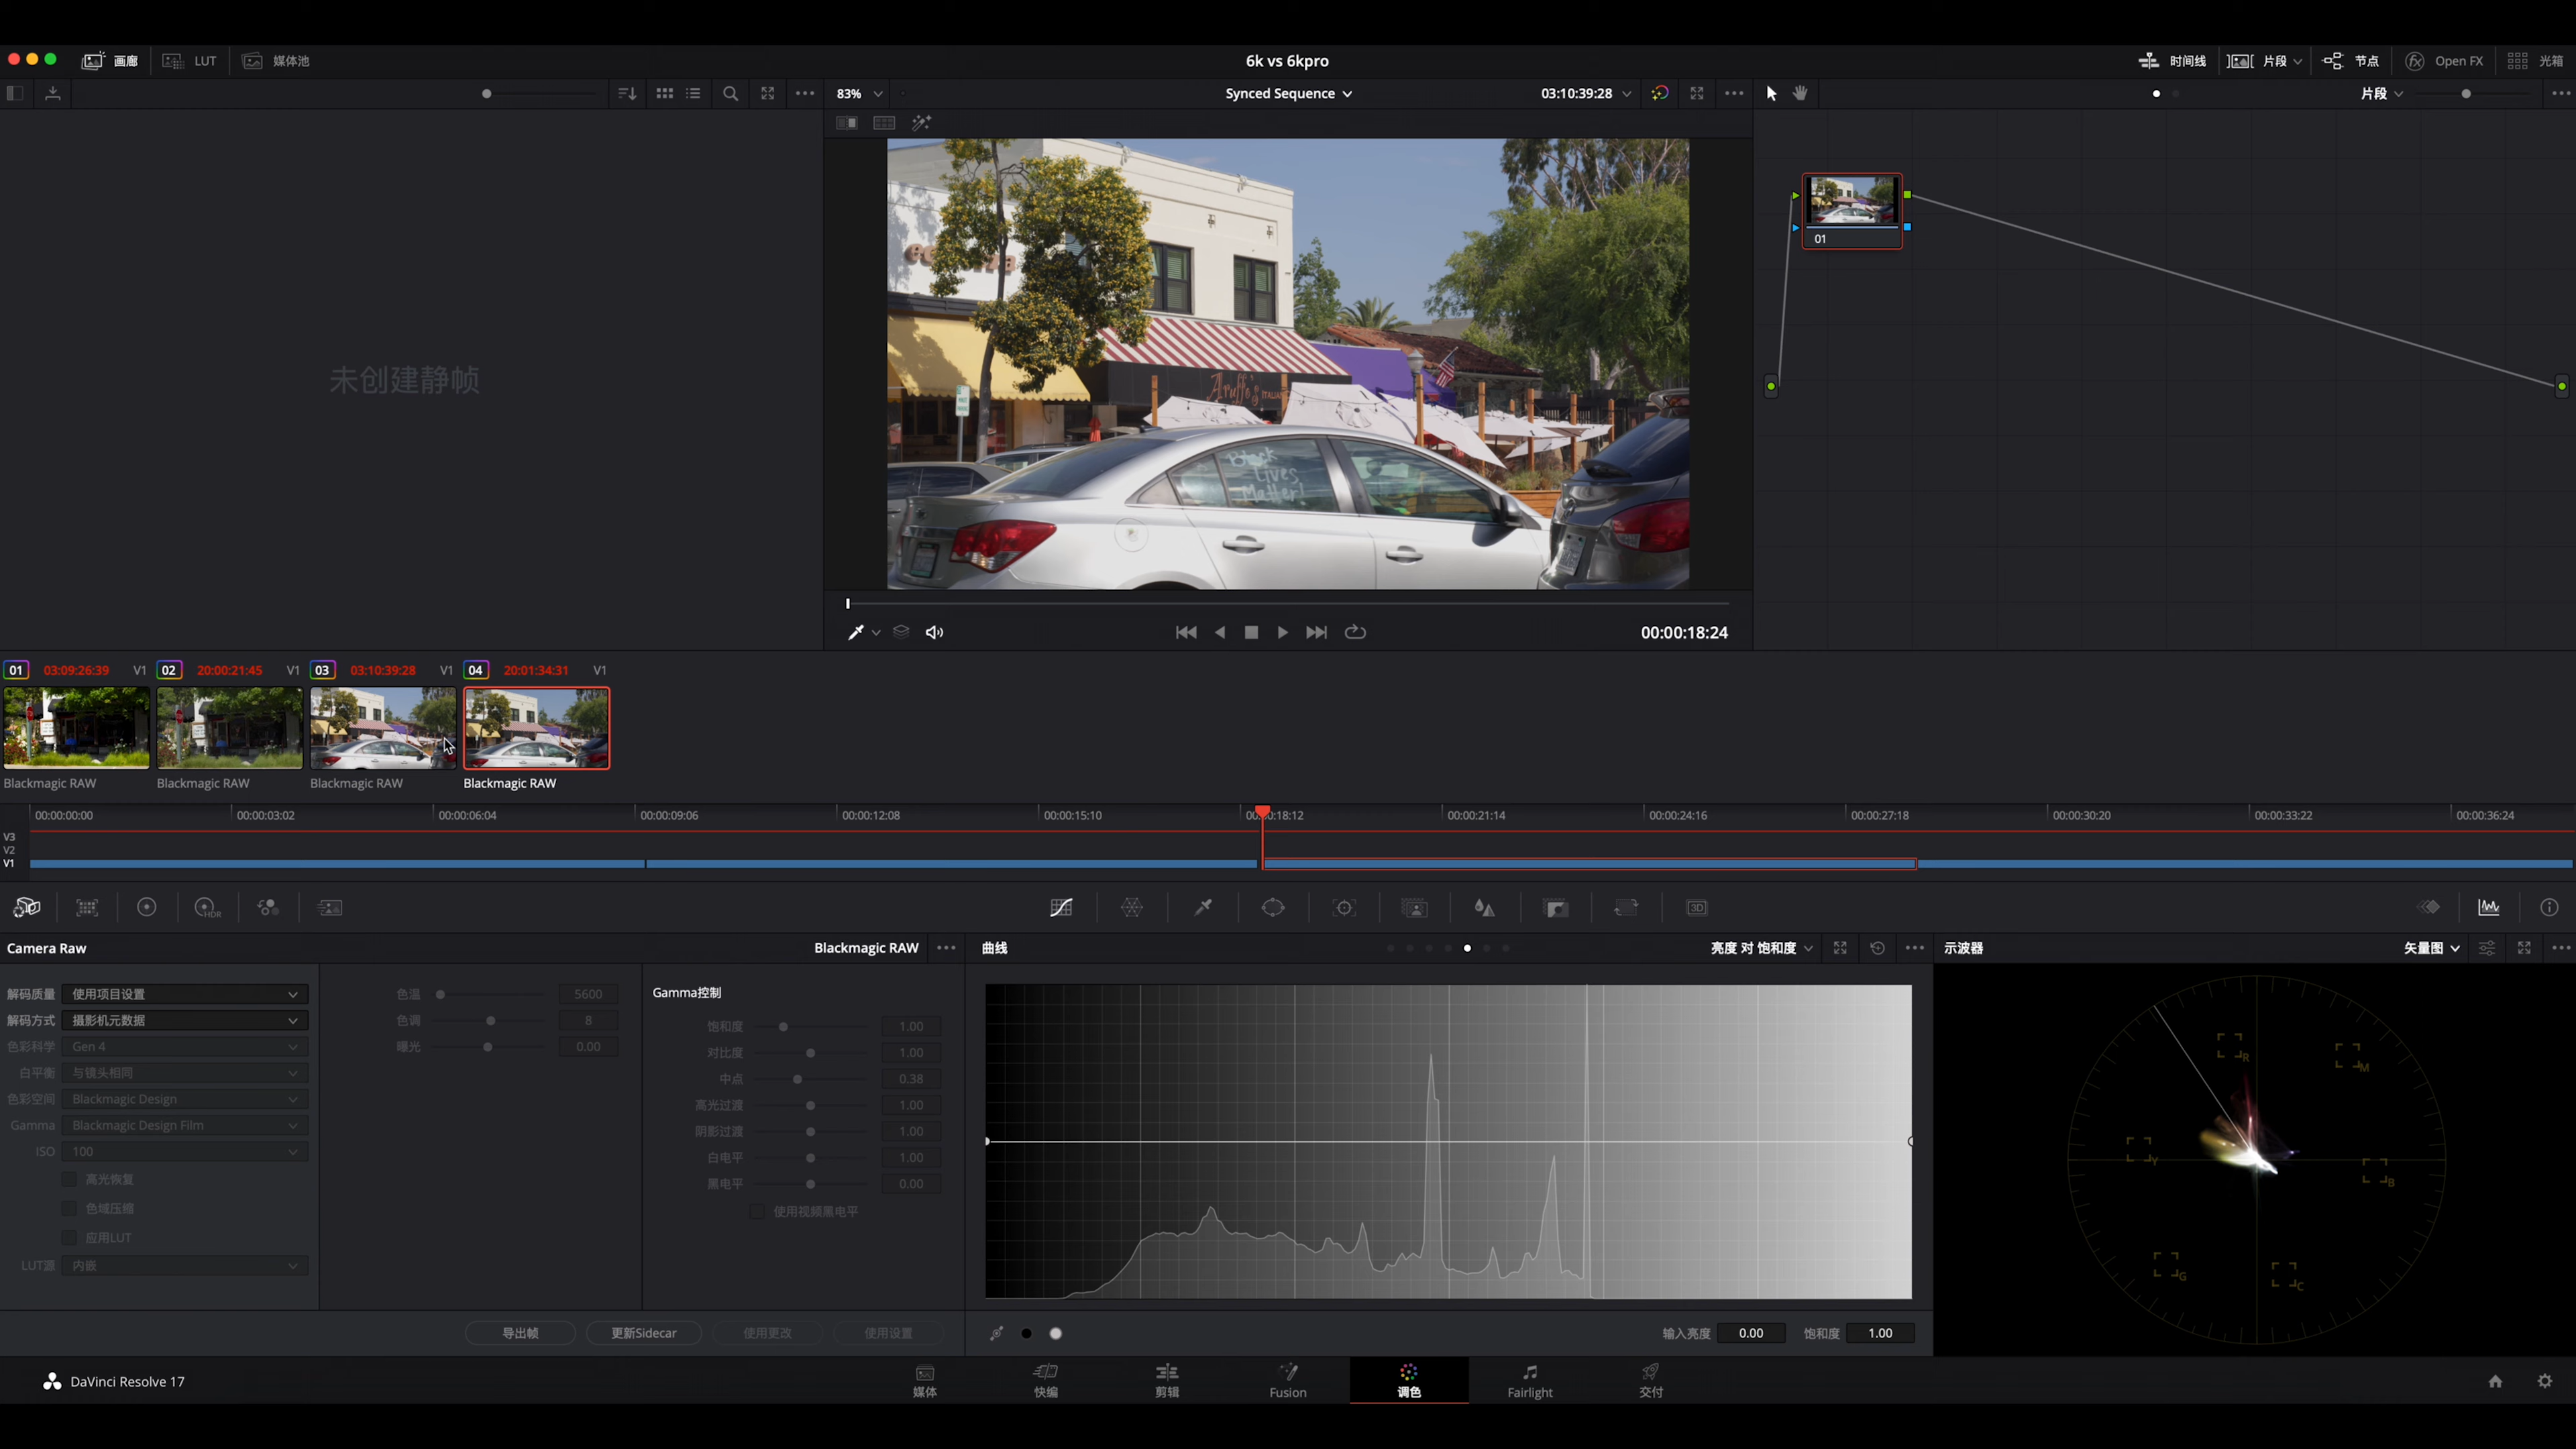 画廊 LUT 媒体池 6k vs 6kpro 时间线 片段 节点 Open FX 光箱
83% Synced Sequence 03:10:39:28 片段
01
未创建静帧
Aruffo's ITALIAN
Black
Lives
Matter!
00:00:18:24
01 03:09:26:39 V1 02 20:00:21:45 V1 03 03:10:39:28 V1 04 20:01:34:31 V1
Blackmagic RAW Blackmagic RAW Blackmagic RAW Blackmagic RAW
00:00:00:00 00:00:03:02 00:00:06:04 00:00:09:06 00:00:12:08 00:00:15:10 00:00:18:12 00:00:21:14 00:00:24:16 00:00:27:18 00:00:30:20 00:00:33:22 00:00:36:24
V3
V2
V1
HDR 3D
Camera Raw Blackmagic RAW 曲线 亮度 对 饱和度 示波器 矢量图
解码质量 使用项目设置 色温 5600 Gamma控制
解码方式 摄影机元数据 色调 8 饱和度 1.00
色彩科学 Gen 4 曝光 0.00 对比度 1.00
白平衡 与镜头相同 中点 0.38
色彩空间 Blackmagic Design 高光过渡 1.00
Gamma Blackmagic Design Film 阴影过渡 1.00
ISO 100 白电平 1.00
高光恢复 黑电平 0.00
色域压缩 使用视频黑电平
应用LUT
LUT源 内嵌
R M
Y B
G C
导出帧 更新Sidecar 使用更改 使用设置 输入亮度 0.00 饱和度 1.00
DaVinci Resolve 17 媒体 快编 剪辑 Fusion 调色 Fairlight 交付